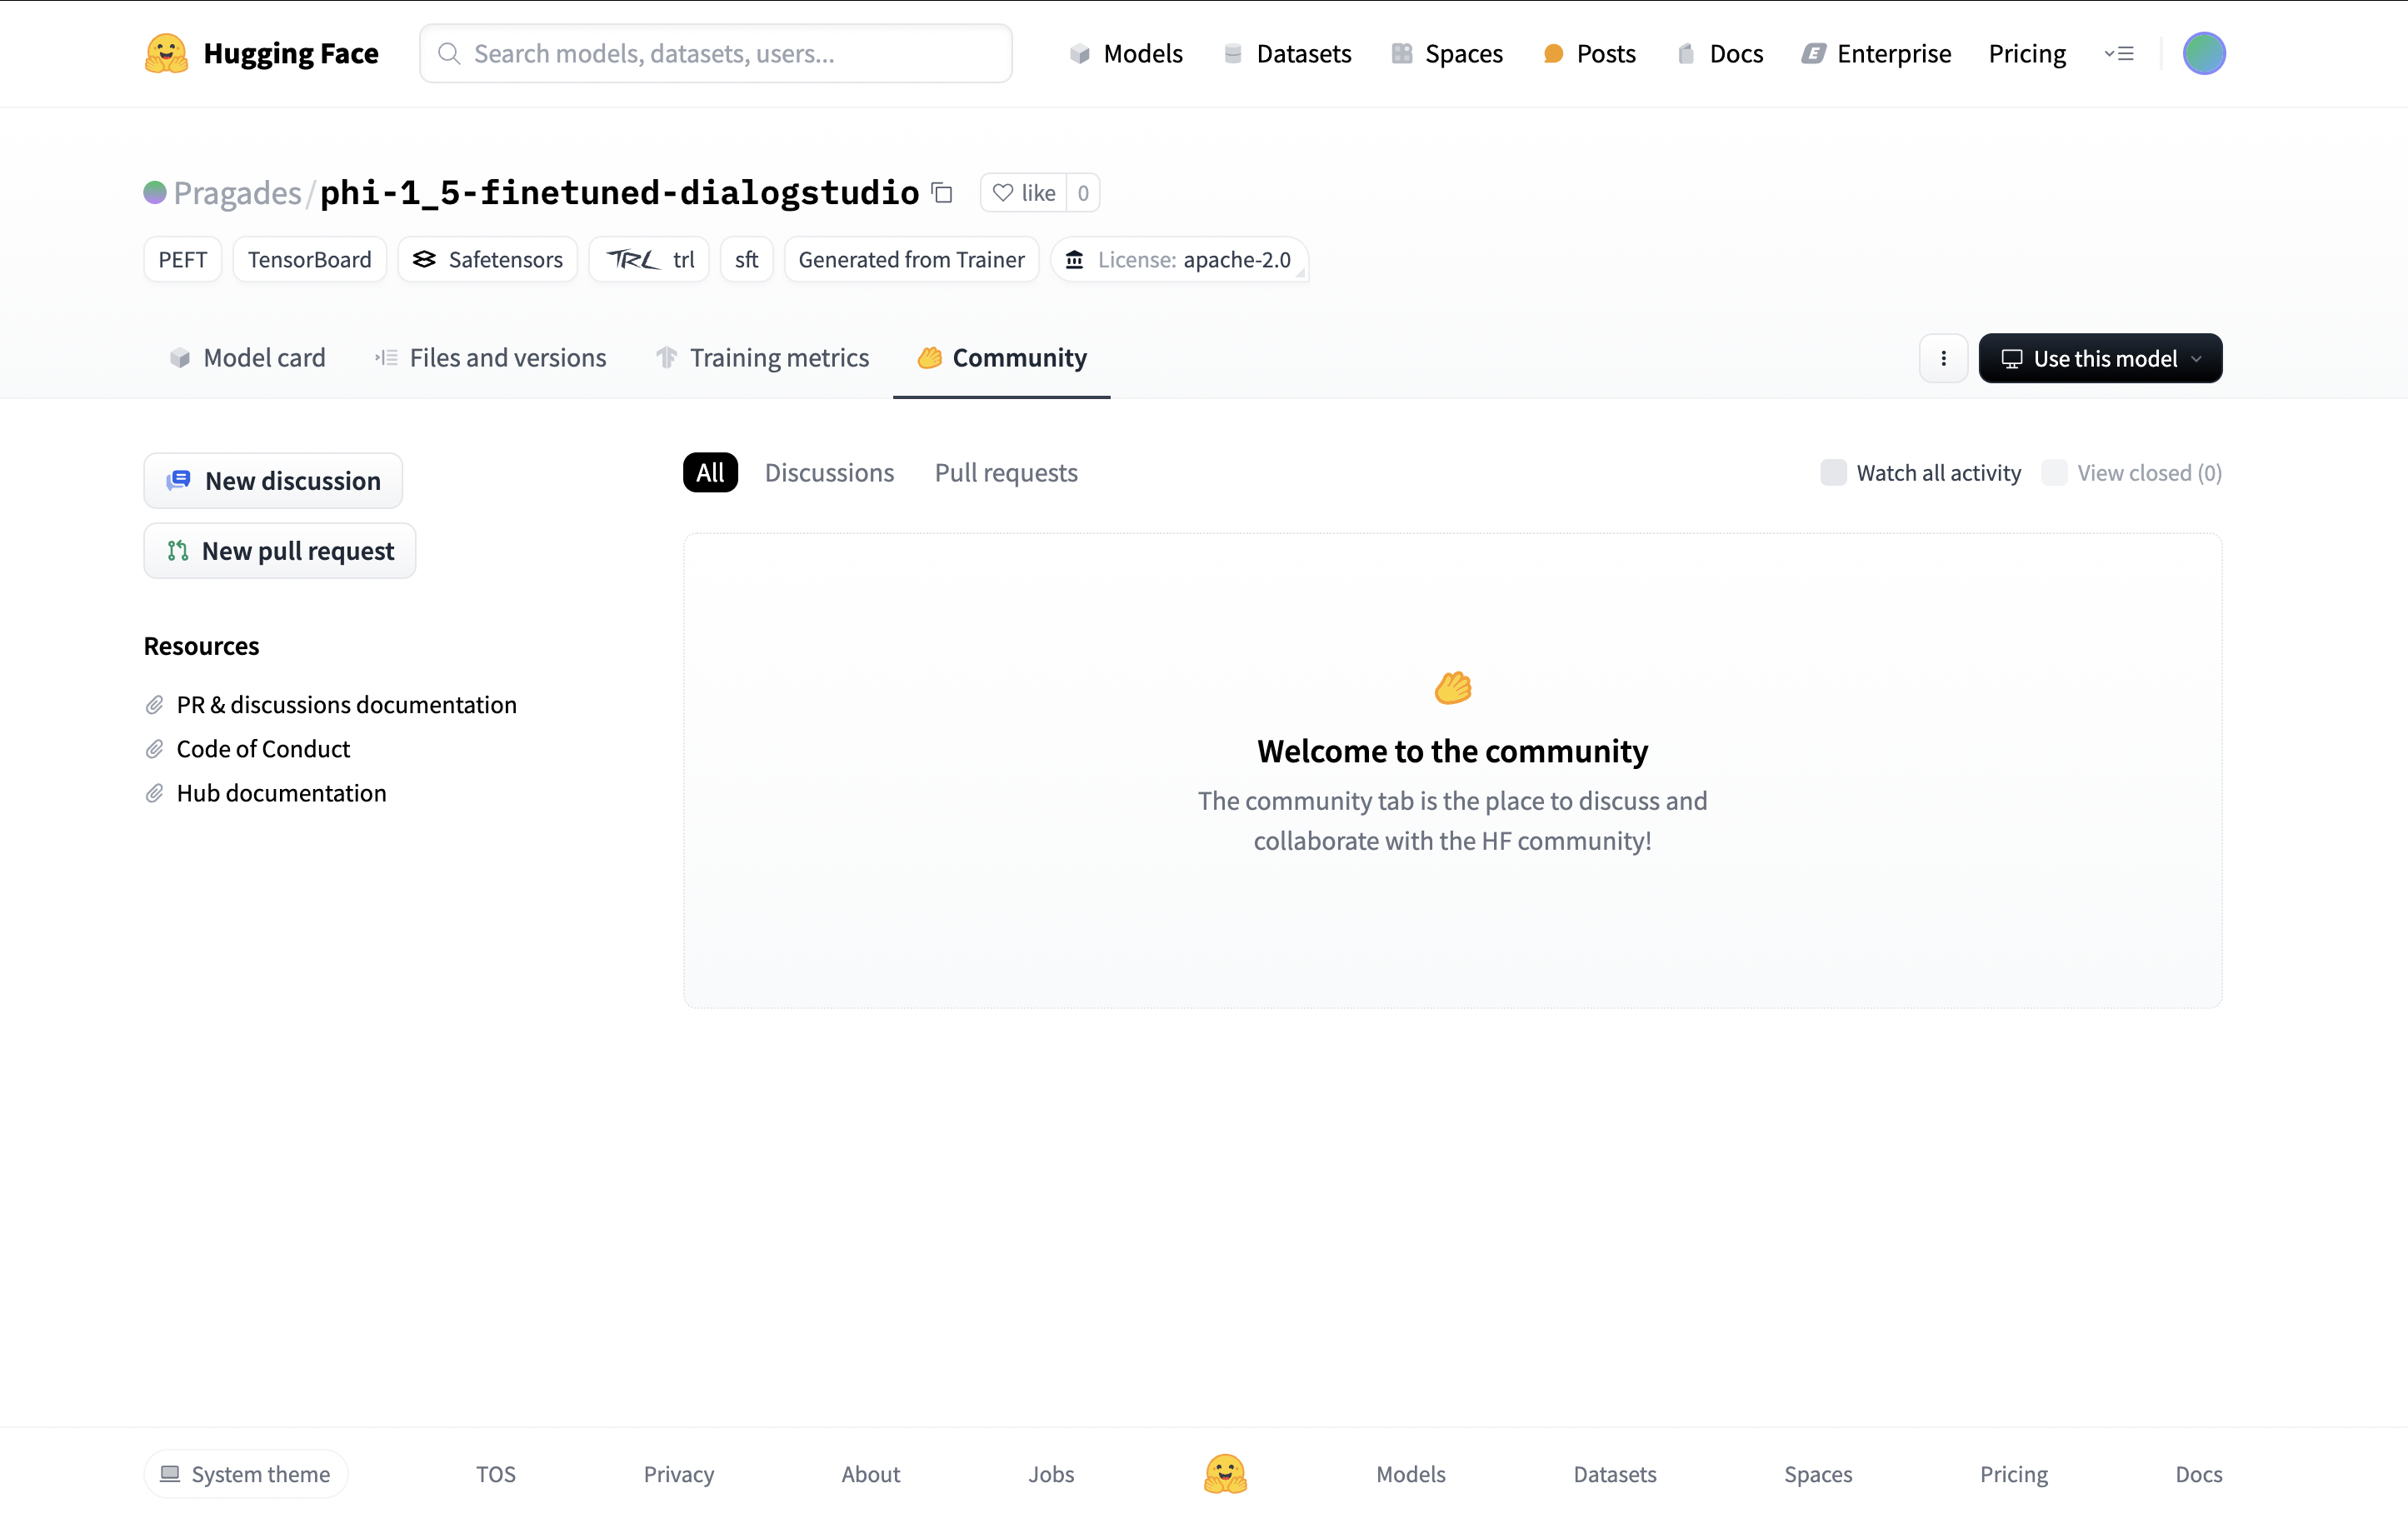 Hugging Face
Search models, datasets, users...
Models
Datasets
Spaces
Posts
Docs
Enterprise
Pricing
Pragades/phi-1_5-finetuned-dialogstudio
like 0
PEFT
TensorBoard
Safetensors
TRL trl
sft
Generated from Trainer
License: apache-2.0
Model card
Files and versions
Training metrics
Community
Use this model
New discussion
New pull request
Resources
PR & discussions documentation
Code of Conduct
Hub documentation
All
Discussions
Pull requests
Watch all activity
View closed (0)
Welcome to the community
The community tab is the place to discuss and
collaborate with the HF community!
System theme
TOS
Privacy
About
Jobs
Models
Datasets
Spaces
Pricing
Docs